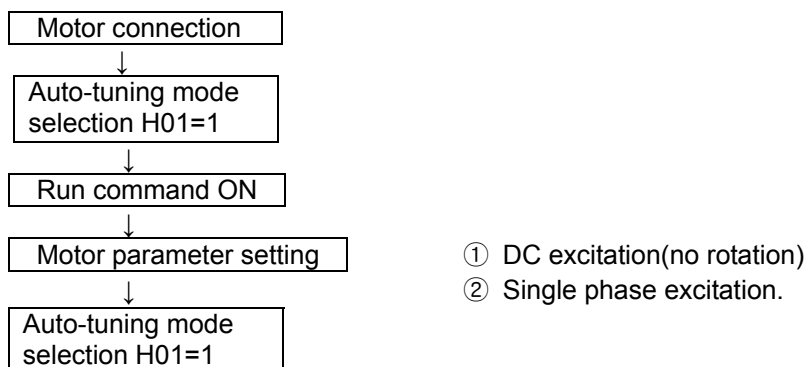 Motor connection
↓
Auto-tuning mode
selection H01=1
↓
Run command ON
↓
Motor parameter setting
① DC excitation(no rotation)
↓
② Single phase excitation.
Auto-tuning mode
selection H01=1